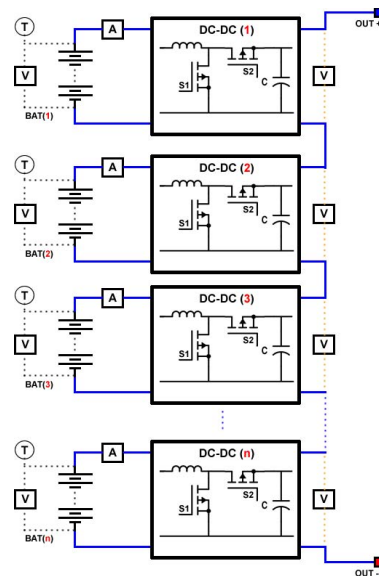 OUT +
T
A
DC-DC (1)
V
S1
S2
C
V
BAT(1)
T
A
DC-DC (2)
V
S1
S2
C
V
BAT(2)
T
A
DC-DC (3)
V
S1
S2
C
V
BAT(3)
T
A
DC-DC (n)
V
S1
S2
C
V
BAT(n)
OUT -